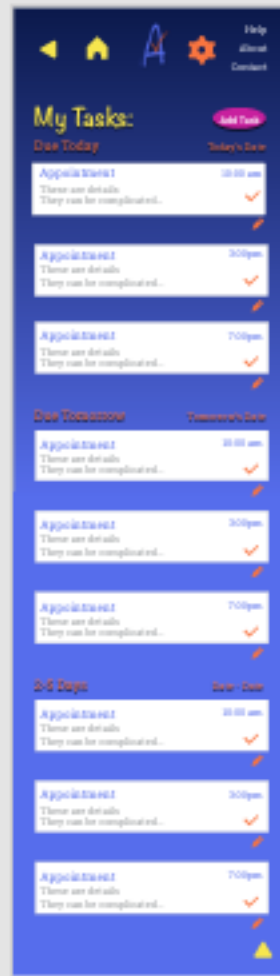 Help
About
Contact
My Tasks:
Add Task
Due Today Today's Date
Appointment 10:00 am
These are details
They can be complicated...
Appointment 3:00pm
These are details
They can be complicated...
Appointment 7:00pm
These are details
They can be complicated...
Due Tomorrow Tomorrow's Date
Appointment 10:00 am
These are details
They can be complicated...
Appointment 3:00pm
These are details
They can be complicated...
Appointment 7:00pm
These are details
They can be complicated...
2-5 Days Date - Date
Appointment 10:00 am
These are details
They can be complicated...
Appointment 3:00pm
These are details
They can be complicated...
Appointment 7:00pm
These are details
They can be complicated...